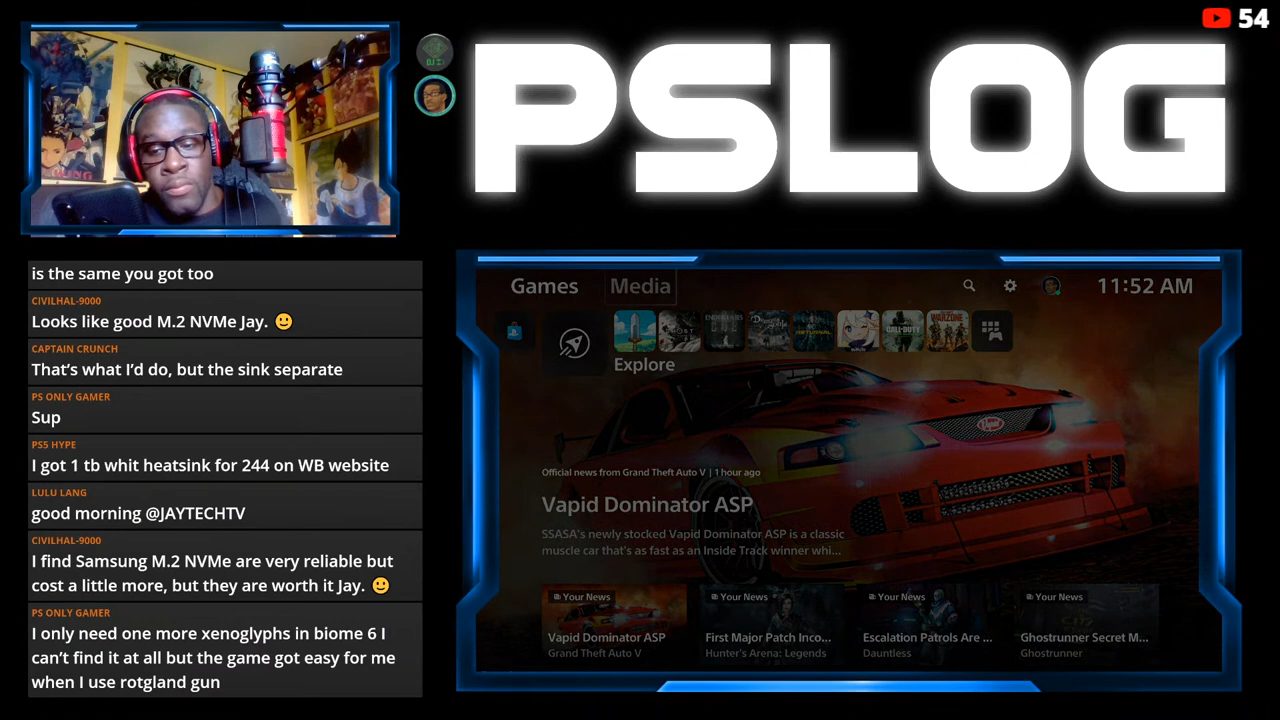 54
PSLOG
is the same you got too
CIVILHAL-9000
Looks like good M.2 NVMe Jay. 🙂
CAPTAIN CRUNCH
That's what I'd do, but the sink separate
PS ONLY GAMER
Sup
PS5 HYPE
I got 1 tb whit heatsink for 244 on WB website
LULU LANG
good morning @JAYTECHTV
CIVILHAL-9000
I find Samsung M.2 NVMe are very reliable but
cost a little more, but they are worth it Jay. 🙂
PS ONLY GAMER
I only need one more xenoglyphs in biome 6 I
can't find it at all but the game got easy for me
when I use rotgland gun
Games Media 11:52 AM
Explore
Official news from Grand Theft Auto V | 1 hour ago
Vapid Dominator ASP
SSASA's newly stocked Vapid Dominator ASP is a classic
muscle car that's as fast as an Inside Track winner whi...
Your News Your News Your News Your News
Vapid Dominator ASP First Major Patch Inco... Escalation Patrols Are ... Ghostrunner Secret M...
Grand Theft Auto V Hunter's Arena: Legends Dauntless Ghostrunner